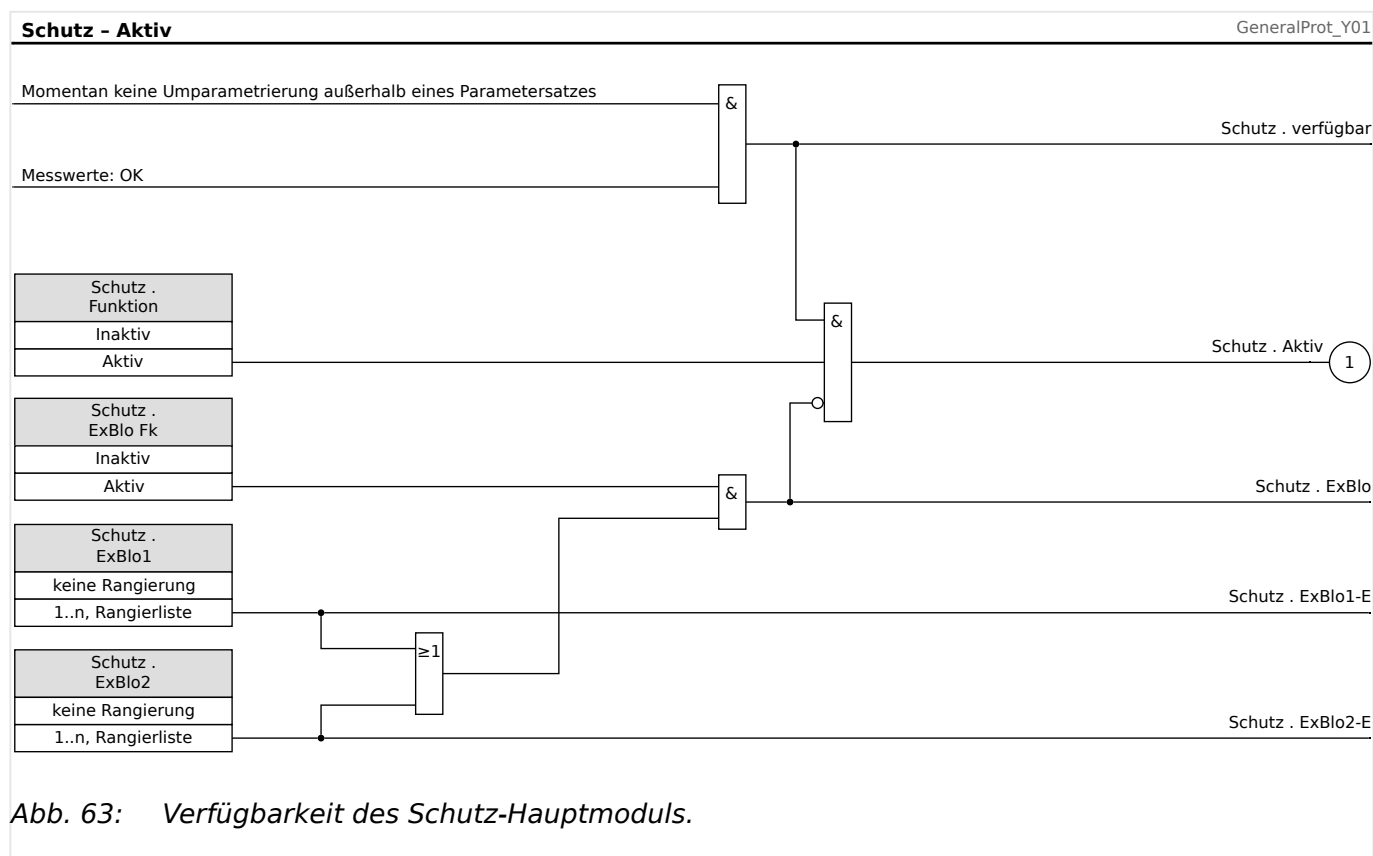 Schutz – Aktiv
GeneralProt_Y01
Momentan keine Umparametrierung außerhalb eines Parametersatzes
&
Schutz . verfügbar
Messwerte: OK
Schutz .
Funktion
Inaktiv
Aktiv
&
Schutz . Aktiv
1
Schutz .
ExBlo Fk
Inaktiv
Aktiv
&
Schutz . ExBlo
Schutz .
ExBlo1
keine Rangierung
1..n, Rangierliste
Schutz . ExBlo1-E
≥1
Schutz .
ExBlo2
keine Rangierung
1..n, Rangierliste
Schutz . ExBlo2-E
Abb. 63: Verfügbarkeit des Schutz-Hauptmoduls.